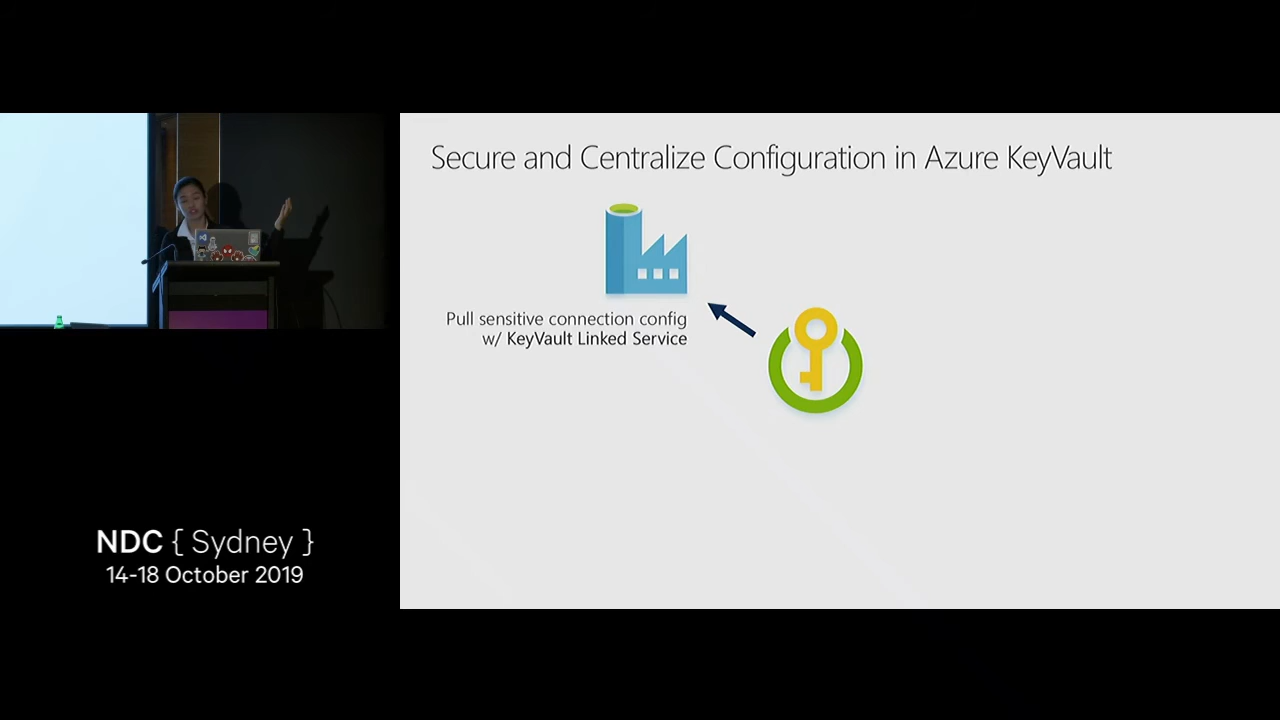 Secure and Centralize Configuration in Azure KeyVault
Pull sensitive connection config
w/ KeyVault Linked Service
NDC { Sydney }
14-18 October 2019